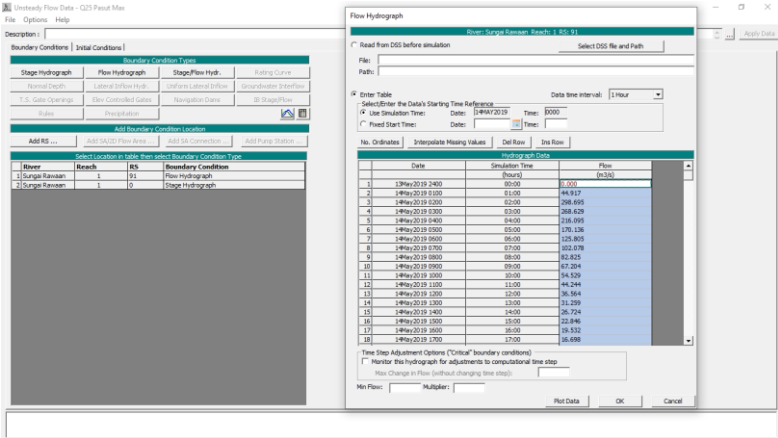 Unsteady Flow Data - Q25 Pasut Max
File Options Help
Description :
... Apply Data
Boundary Conditions Initial Conditions
Boundary Condition Types
Stage Hydrograph Flow Hydrograph Stage/Flow Hydr. Rating Curve
Normal Depth Lateral Inflow Hydr. Uniform Lateral Inflow Groundwater Interflow
T.S. Gate Openings Elev Controlled Gates Navigation Dams IB Stage/Flow
Rules Precipitation
Add Boundary Condition Location
Add RS ... Add SA/2D Flow Area ... Add SA Connection ... Add Pump Station ...
Select Location in table then select Boundary Condition Type
River Reach RS Boundary Condition
1 Sungai Rawaan 1 91 Flow Hydrograph
2 Sungai Rawaan 1 0 Stage Hydrograph
Flow Hydrograph
River: Sungai Rawaan Reach: 1 RS: 91
Read from DSS before simulation Select DSS file and Path
File:
Path:
Enter Table Data time interval: 1 Hour
Select/Enter the Data's Starting Time Reference
Use Simulation Time: Date: 14MAY2019 Time: 0000
Fixed Start Time: Date: Time:
No. Ordinates Interpolate Missing Values Del Row Ins Row
Hydrograph Data
Date Simulation Time Flow
(hours) (m3/s)
1 13May2019 2400 00:00 0.000
2 14May2019 0100 01:00 44.917
3 14May2019 0200 02:00 298.695
4 14May2019 0300 03:00 268.629
5 14May2019 0400 04:00 216.095
6 14May2019 0500 05:00 170.136
7 14May2019 0600 06:00 125.805
8 14May2019 0700 07:00 102.078
9 14May2019 0800 08:00 82.825
10 14May2019 0900 09:00 67.204
11 14May2019 1000 10:00 54.529
12 14May2019 1100 11:00 44.244
13 14May2019 1200 12:00 36.564
14 14May2019 1300 13:00 31.259
15 14May2019 1400 14:00 26.724
16 14May2019 1500 15:00 22.846
17 14May2019 1600 16:00 19.532
18 14May2019 1700 17:00 16.698
Time Step Adjustment Options ("Critical" boundary conditions)
Monitor this hydrograph for adjustments to computational time step
Max Change in Flow (without changing time step):
Min Flow: Multiplier:
Plot Data OK Cancel